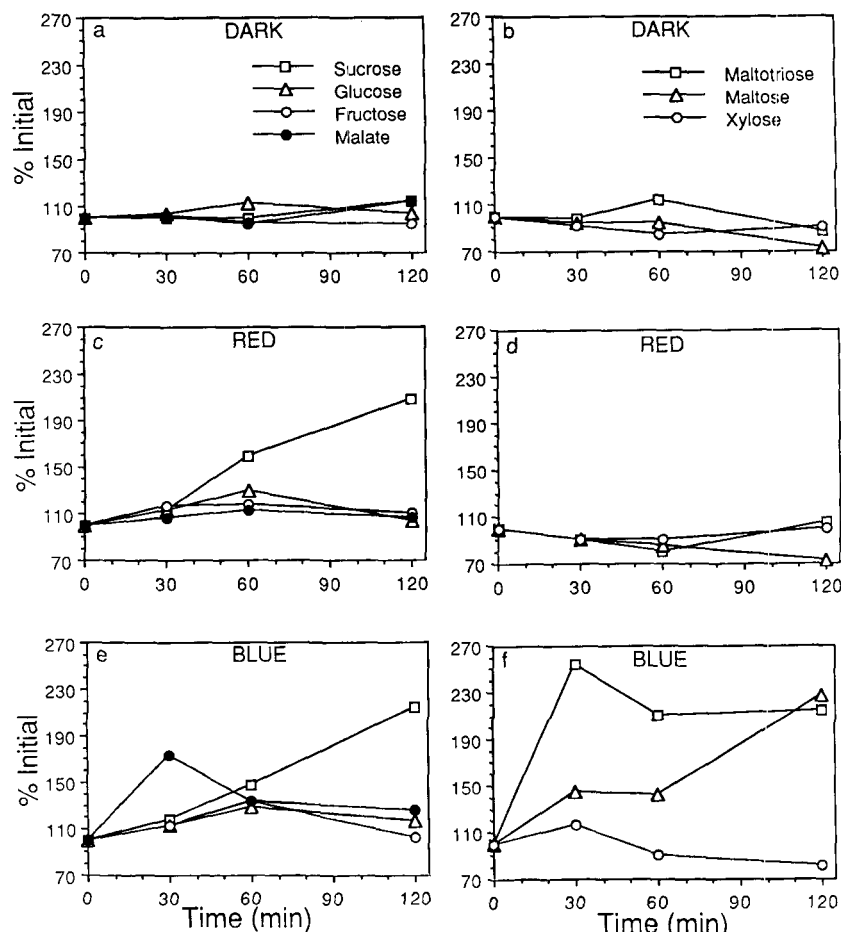 a DARK
Sucrose
Glucose
Fructose
Malate
% Initial
270
230
190
150
110
70
0 30 60 90 120
b DARK
Maltotriose
Maltose
Xylose
270
230
190
150
110
70
0 30 60 90 120
c RED
% Initial
270
230
190
150
110
70
0 30 60 90 120
d RED
270
230
190
150
110
70
0 30 60 90 120
e BLUE
% Initial
270
230
190
150
110
70
0 30 60 90 120
Time (min)
f BLUE
270
230
190
150
110
70
0 30 60 90 120
Time (min)